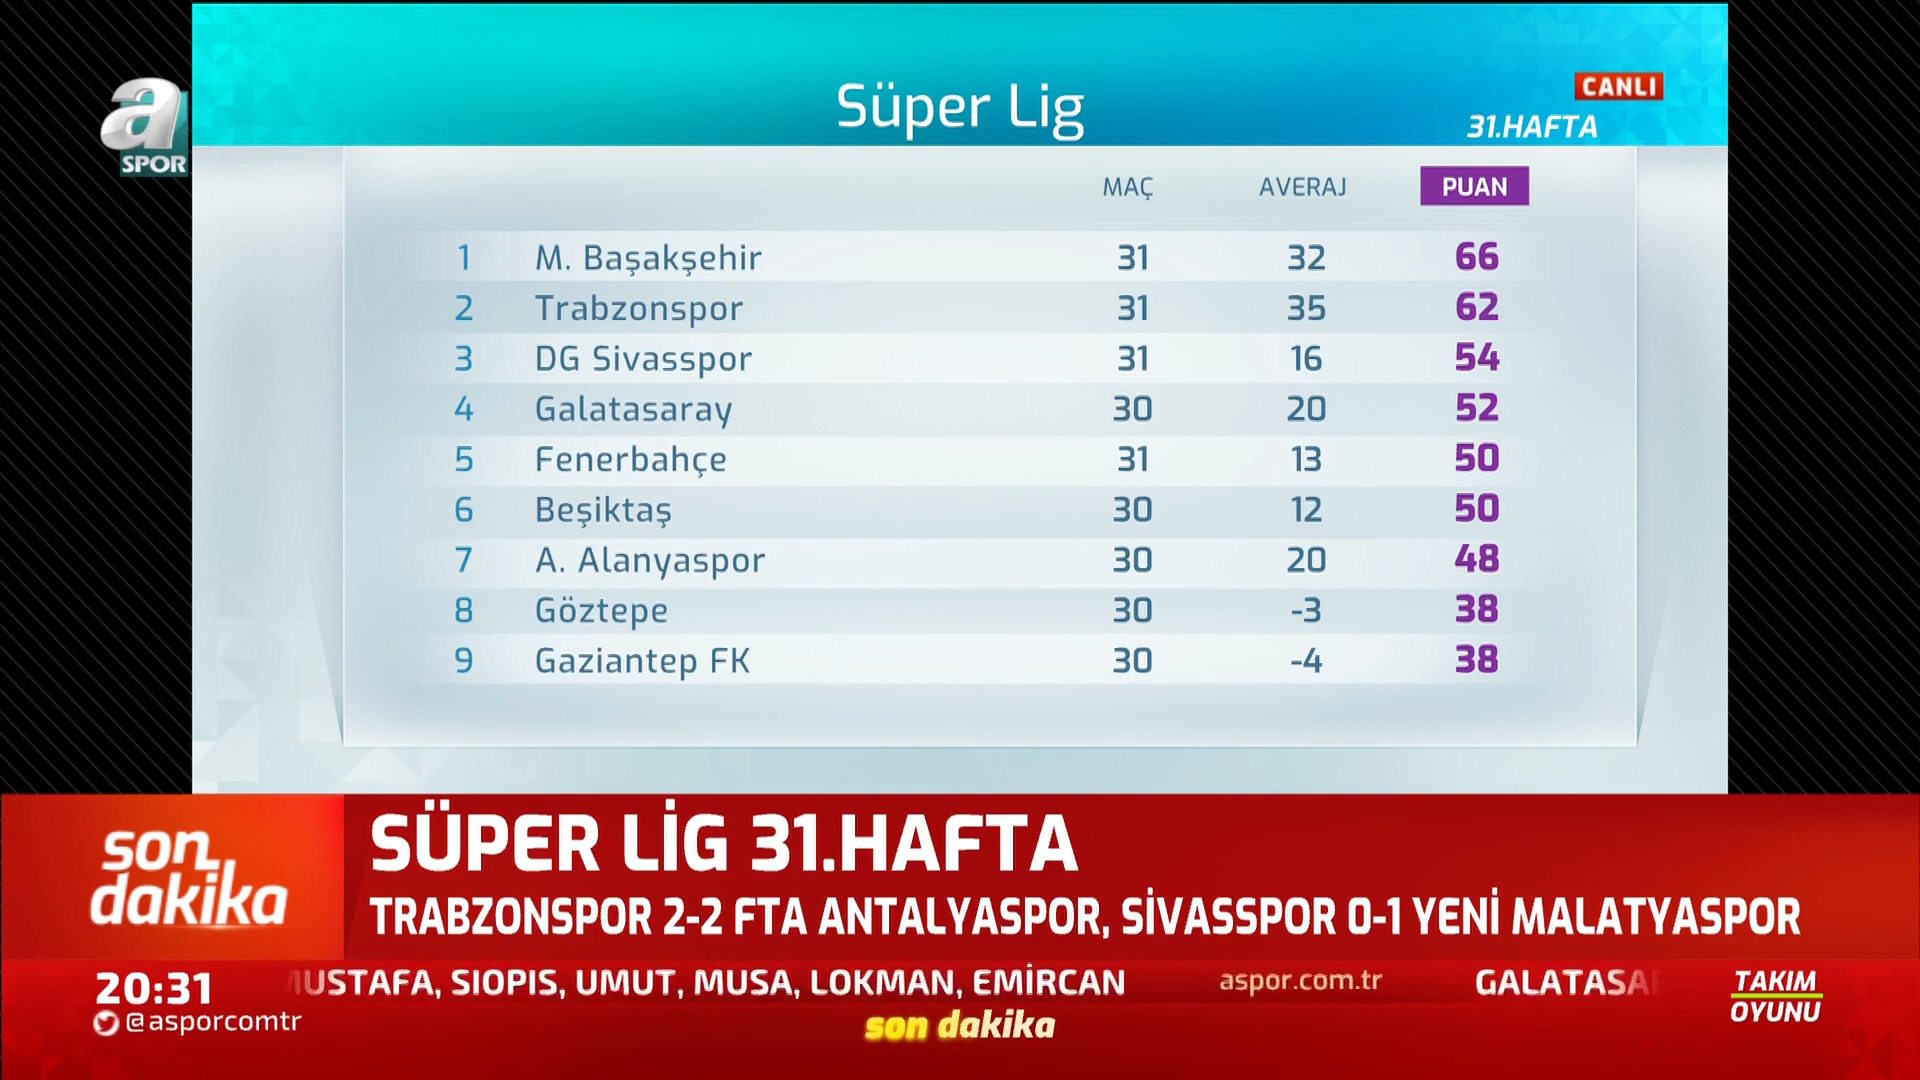 a
SPOR
Süper Lig
CANLI
31.HAFTA
MAÇ AVERAJ PUAN
1 M. Başakşehir 31 32 66
2 Trabzonspor 31 35 62
3 DG Sivasspor 31 16 54
4 Galatasaray 30 20 52
5 Fenerbahçe 31 13 50
6 Beşiktaş 30 12 50
7 A. Alanyaspor 30 20 48
8 Göztepe 30 -3 38
9 Gaziantep FK 30 -4 38
son dakika
SÜPER LİG 31.HAFTA
TRABZONSPOR 2-2 FTA ANTALYASPOR, SİVASSPOR 0-1 YENİ MALATYASPOR
20:31 MUSTAFA, SIOPIS, UMUT, MUSA, LOKMAN, EMİRCAN aspor.com.tr GALATASA
TAKIM
OYUNU
@asporcomtr
son dakika